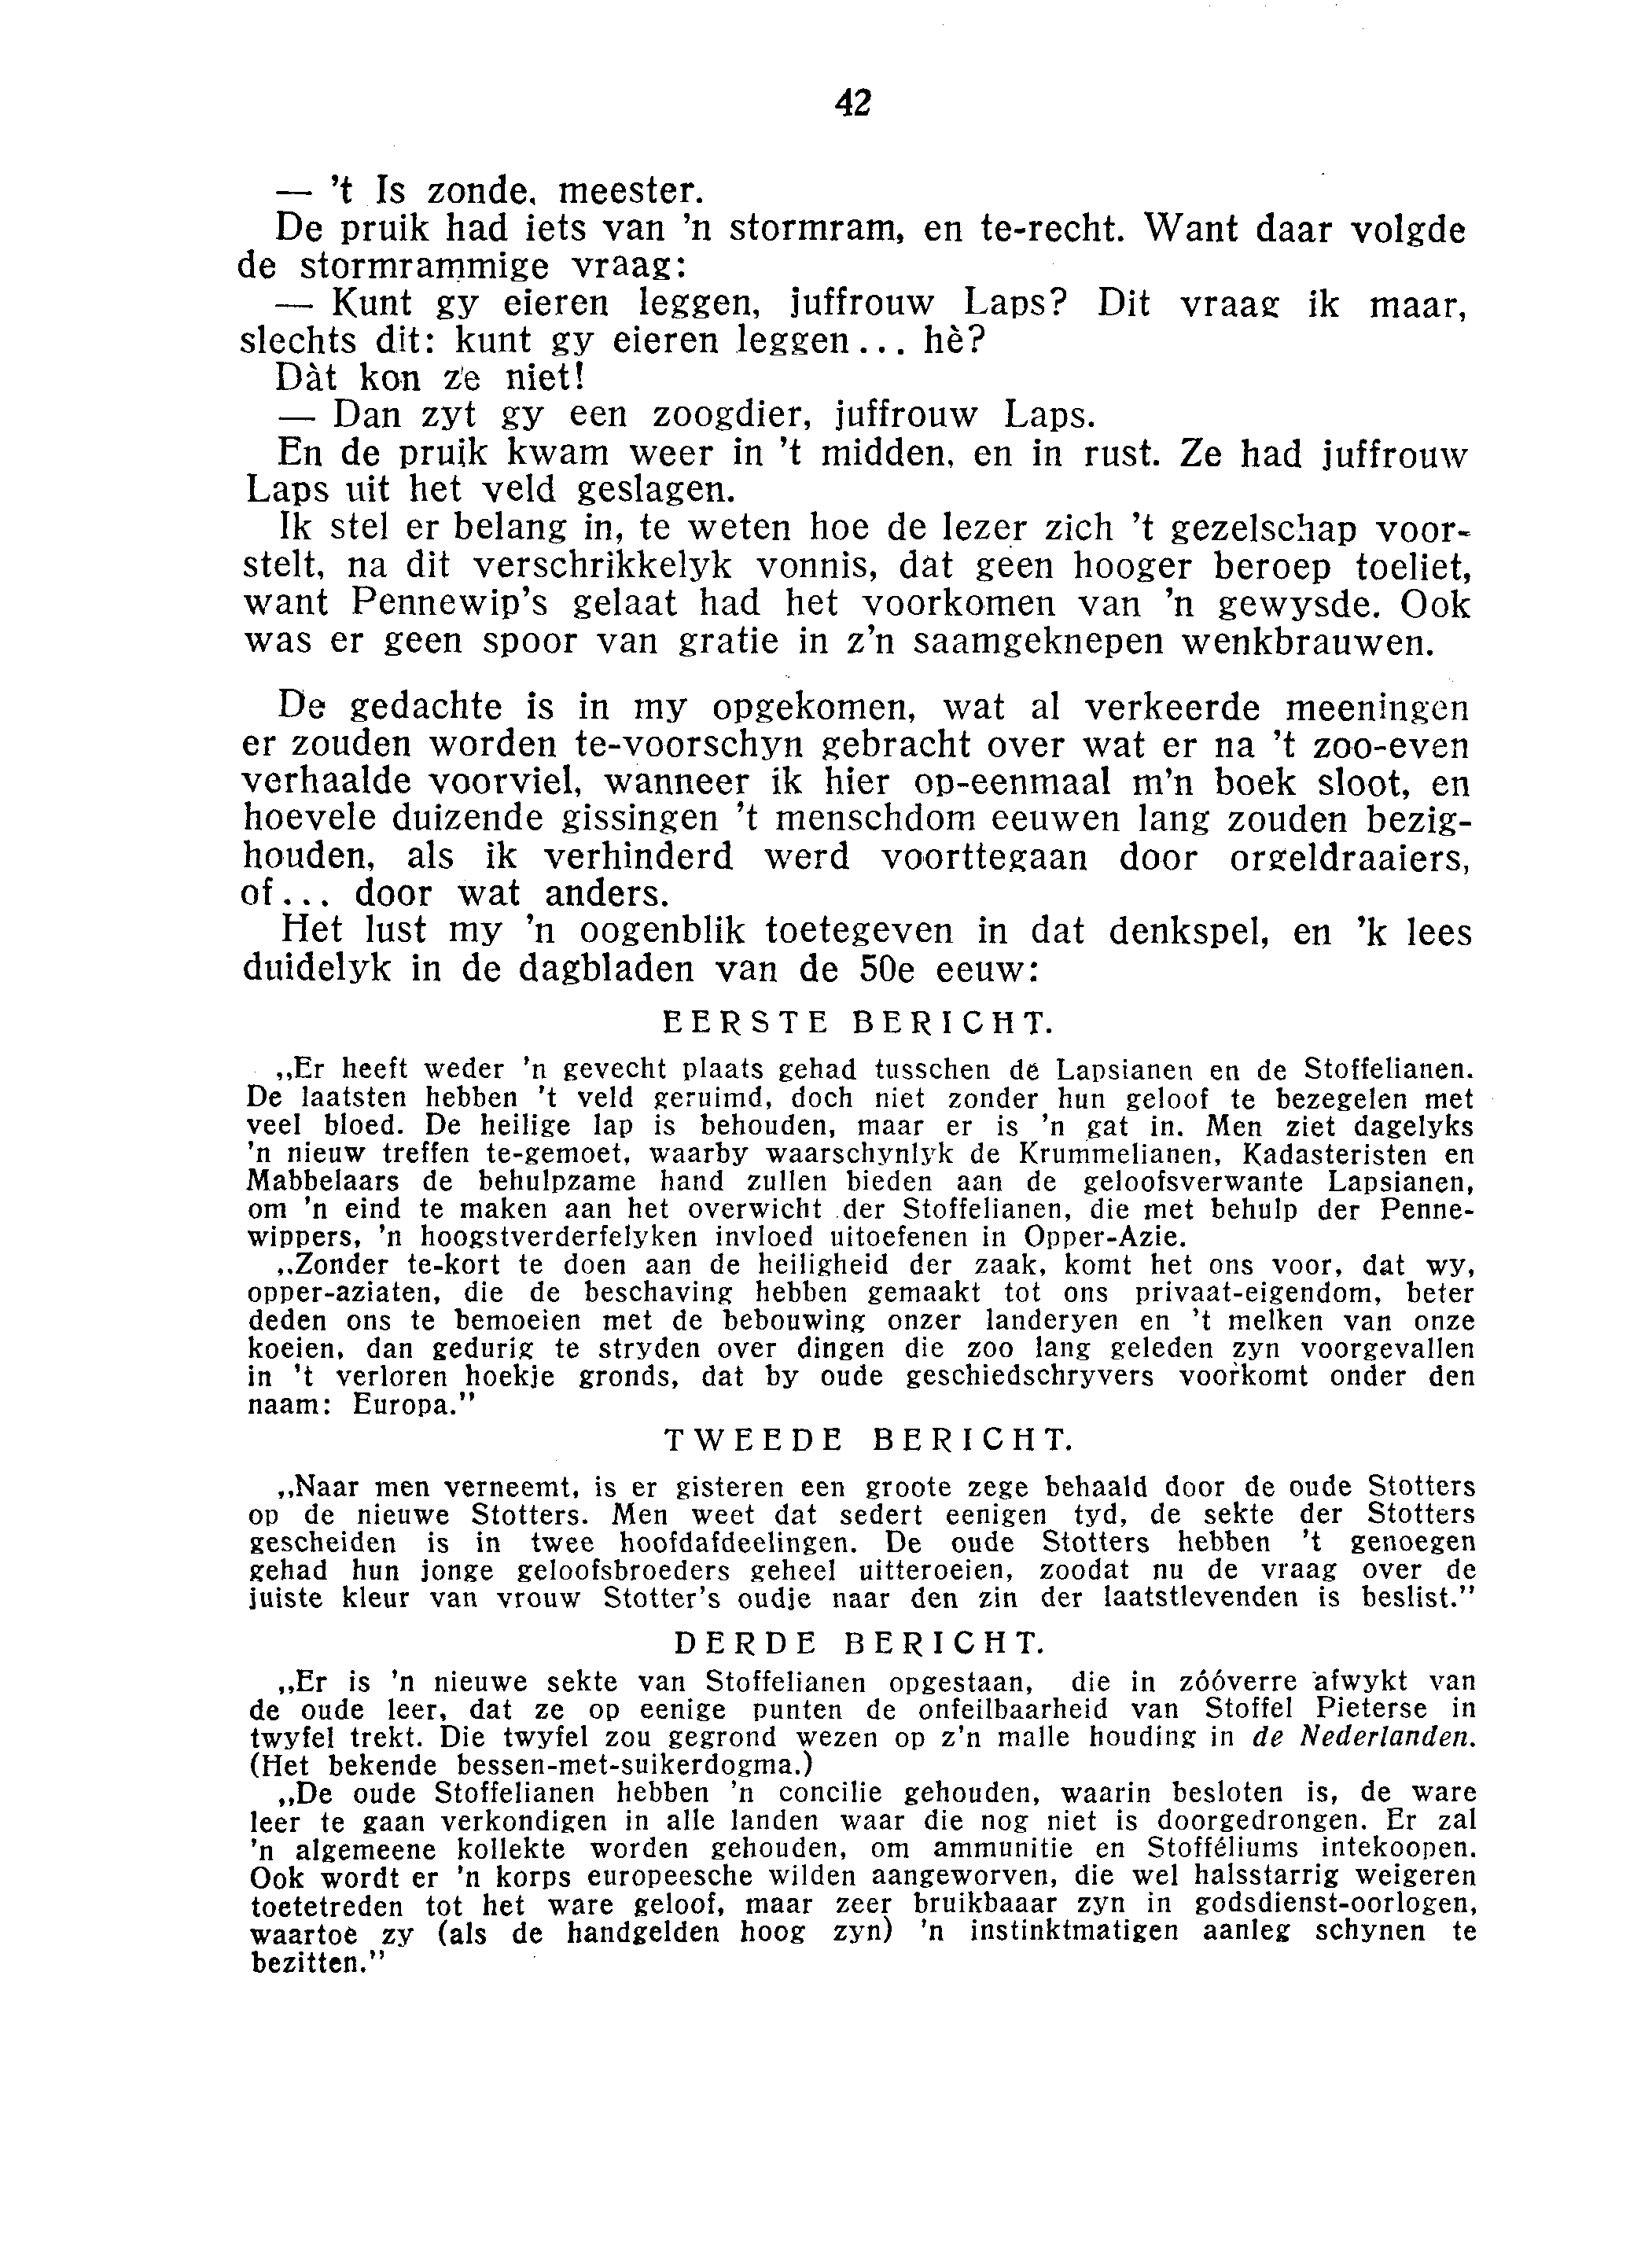 42
— 't Is zonde, meester.
De pruik had iets van 'n stormram, en te-recht. Want daar volgde
de stormrammige vraag:
— Kunt gy eieren leggen, juffrouw Laps? Dit vraag ik maar,
slechts dit: kunt gy eieren leggen... hè?
Dàt kon ze niet!
— Dan zyt gy een zoogdier, juffrouw Laps.
En de pruik kwam weer in 't midden, en in rust. Ze had juffrouw
Laps uit het veld geslagen.
Ik stel er belang in, te weten hoe de lezer zich 't gezelschap voor-
stelt, na dit verschrikkelyk vonnis, dat geen hooger beroep toeliet,
want Pennewip's gelaat had het voorkomen van 'n gewysde. Ook
was er geen spoor van gratie in z'n saamgeknepen wenkbrauwen.
De gedachte is in my opgekomen, wat al verkeerde meeningen
er zouden worden te-voorschyn gebracht over wat er na 't zoo-even
verhaalde voorviel, wanneer ik hier op-eenmaal m'n boek sloot, en
hoevele duizende gissingen 't menschdom eeuwen lang zouden bezig-
houden, als ik verhinderd werd voorttegaan door orgeldraaiers,
of... door wat anders.
Het lust my 'n oogenblik toetegeven in dat denkspel, en 'k lees
duidelyk in de dagbladen van de 50e eeuw:
EERSTE BERICHT.
„Er heeft weder 'n gevecht plaats gehad tusschen de Lapsianen en de Stoffelianen.
De laatsten hebben 't veld geruimd, doch niet zonder hun geloof te bezegelen met
veel bloed. De heilige lap is behouden, maar er is 'n gat in. Men ziet dagelyks
'n nieuw treffen te-gemoet, waarby waarschynlyk de Krummelianen, Kadasteristen en
Mabbelaars de behulpzame hand zullen bieden aan de geloofsverwante Lapsianen,
om 'n eind te maken aan het overwicht der Stoffelianen, die met behulp der Penne-
wippers, 'n hoogstverderfelyken invloed uitoefenen in Opper-Azie.
„Zonder te-kort te doen aan de heiligheid der zaak, komt het ons voor, dat wy,
opper-aziaten, die de beschaving hebben gemaakt tot ons privaat-eigendom, beter
deden ons te bemoeien met de bebouwing onzer landeryen en 't melken van onze
koeien, dan gedurig te stryden over dingen die zoo lang geleden zyn voorgevallen
in 't verloren hoekje gronds, dat by oude geschiedschryvers voorkomt onder den
naam: Europa."
TWEEDE BERICHT.
„Naar men verneemt, is er gisteren een groote zege behaald door de oude Stotters
op de nieuwe Stotters. Men weet dat sedert eenigen tyd, de sekte der Stotters
gescheiden is in twee hoofdafdeelingen. De oude Stotters hebben 't genoegen
gehad hun jonge geloofsbroeders geheel uitteroeien, zoodat nu de vraag over de
juiste kleur van vrouw Stotter's oudje naar den zin der laatstlevenden is beslist."
DERDE BERICHT.
„Er is 'n nieuwe sekte van Stoffelianen opgestaan, die in zóóverre afwykt van
de oude leer, dat ze op eenige punten de onfeilbaarheid van Stoffel Pieterse in
twyfel trekt. Die twyfel zou gegrond wezen op z'n malle houding in de Nederlanden.
(Het bekende bessen-met-suikerdogma.)
„De oude Stoffelianen hebben 'n concilie gehouden, waarin besloten is, de ware
leer te gaan verkondigen in alle landen waar die nog niet is doorgedrongen. Er zal
'n algemeene kollekte worden gehouden, om ammunitie en Stofféliums intekoopen.
Ook wordt er 'n korps europeesche wilden aangeworven, die wel halsstarrig weigeren
toetetreden tot het ware geloof, maar zeer bruikbaaar zyn in godsdienst-oorlogen,
waartoe zy (als de handgelden hoog zyn) 'n instinktmatigen aanleg schynen te
bezitten."